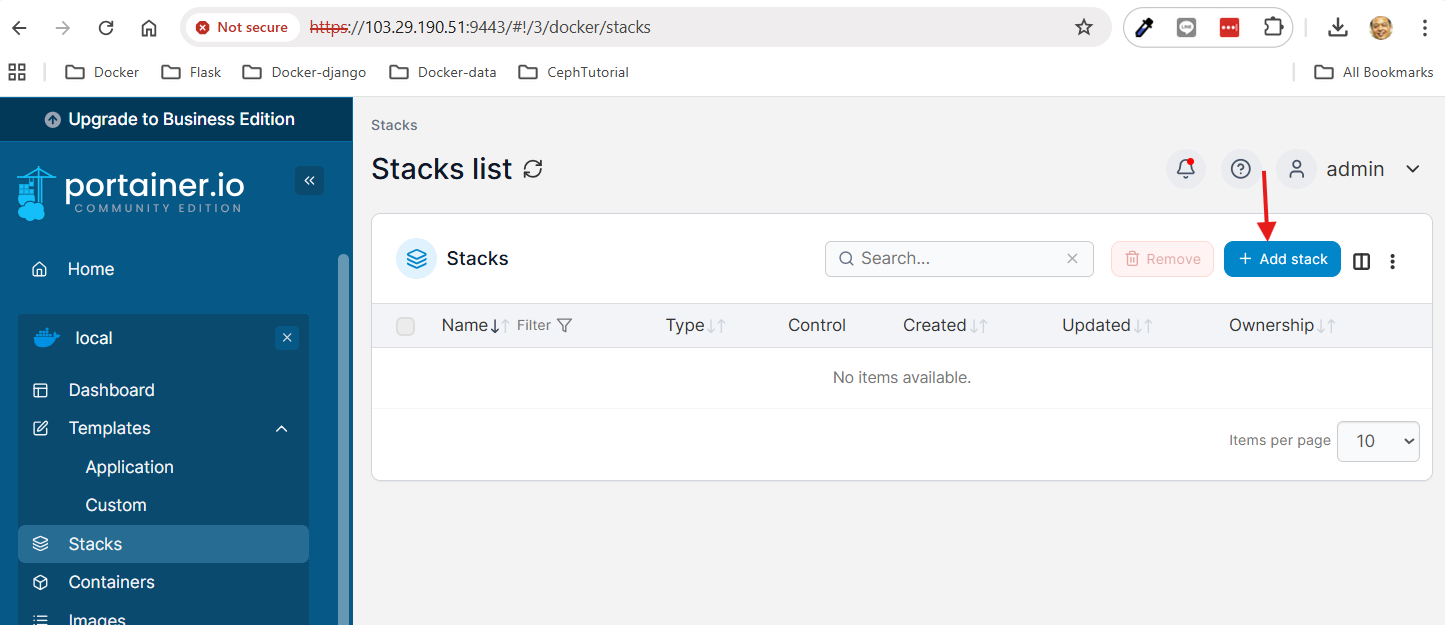 Not secure https://103.29.190.51:9443/#!/3/docker/stacks
Docker Flask Docker-django Docker-data CephTutorial All Bookmarks
Upgrade to Business Edition
portainer.io
COMMUNITY EDITION
Home
local
Dashboard
Templates
Application
Custom
Stacks
Containers
Images
Stacks
Stacks list
admin
Stacks Search... Remove + Add stack
Name Filter Type Control Created Updated Ownership
No items available.
Items per page 10